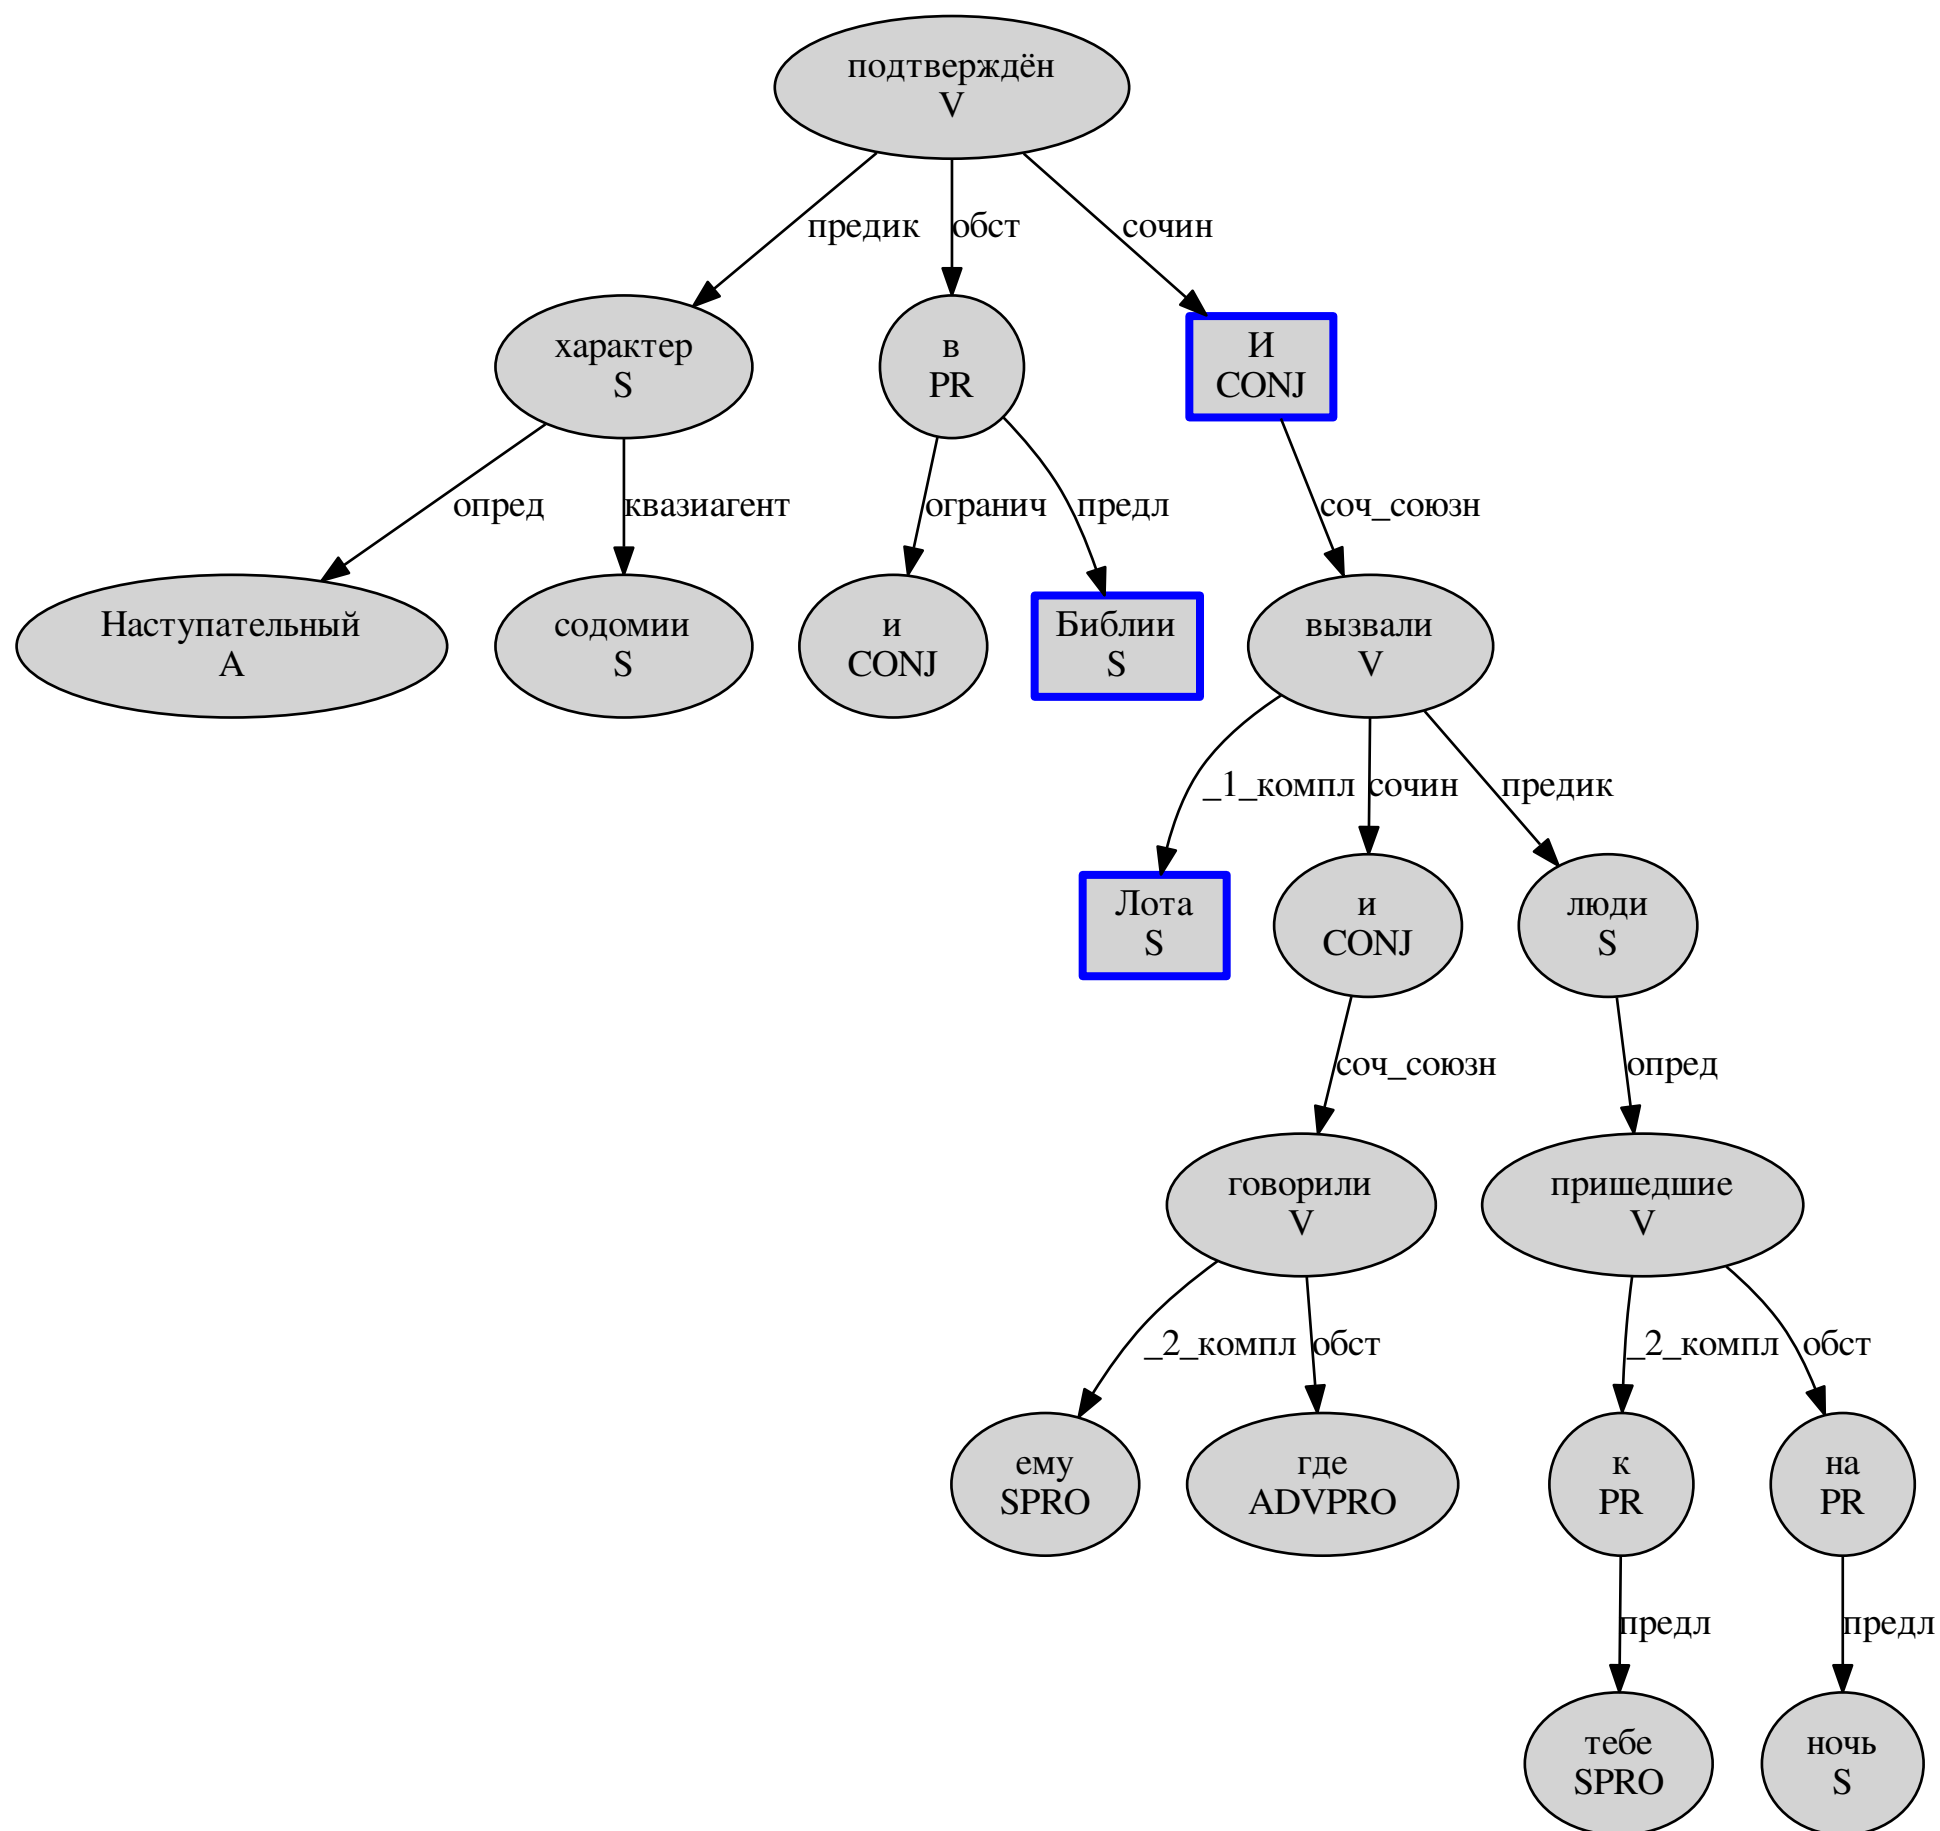 подтверждён
V
предик
обст
сочин
характер
S
в
PR
И
CONJ
опред
квазиагент
огранич
предл
соч_союзн
Наступательный
A
содомии
S
и
CONJ
Библии
S
вызвали
V
_1_компл
сочин
предик
Лота
S
и
CONJ
люди
S
соч_союзн
опред
говорили
V
пришедшие
V
_2_компл
обст
_2_компл
обст
ему
SPRO
где
ADVPRO
к
PR
на
PR
предл
предл
тебе
SPRO
ночь
S